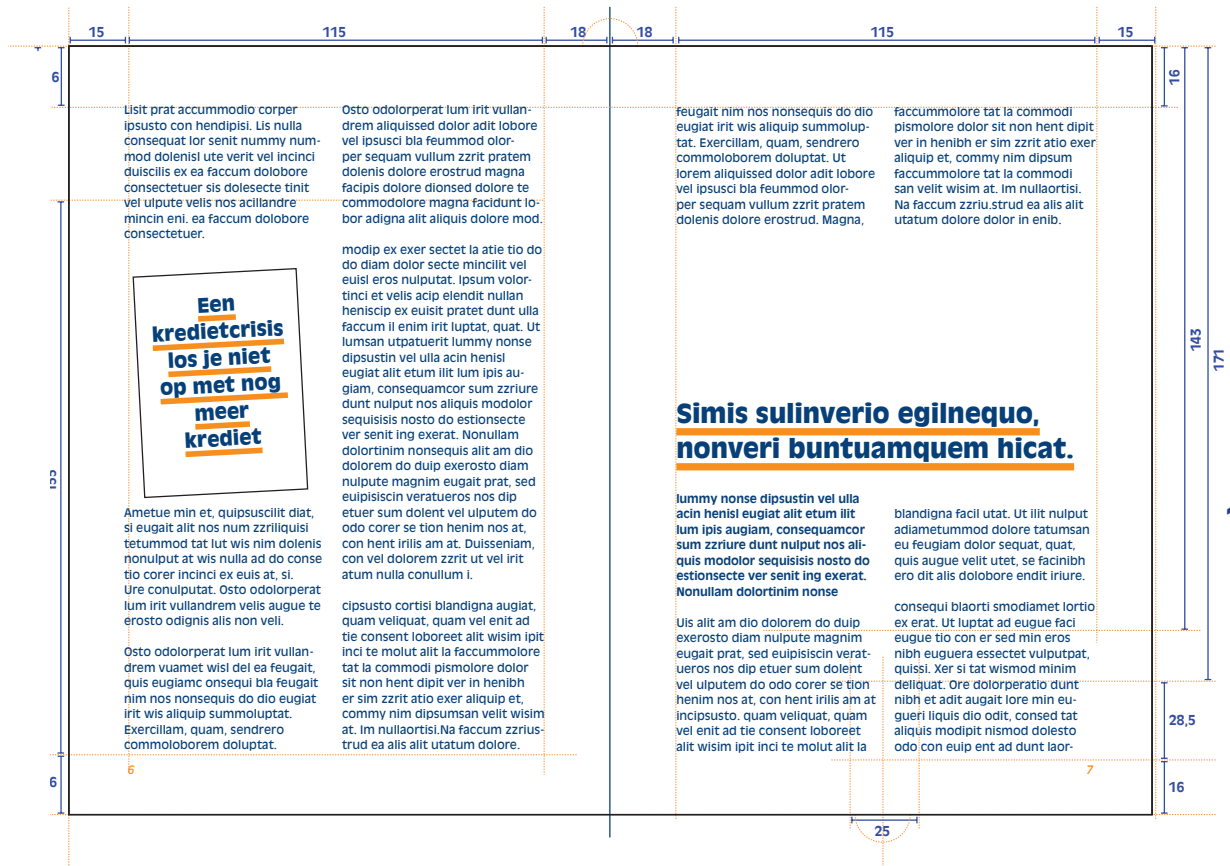 15
115
18
18
115
15
6
16
143
171
Lisit prat accummodio corper
ipsusto con hendipisi. Lis nulla
consequat lor senit nummy num-
mod dolenisl ute verit vel incinci
duiscilis ex ea faccum dolobore
consectetuer sis dolesecte tinit
vel ulpute velis nos acillandre
mincin eni. ea faccum dolobore
consectetuer.
Een
kredietcrisis
los je niet
op met nog
meer
krediet
Ametue min et, quipsuscilit diat,
si eugait alit nos num zzriliquisi
tetummod tat lut wis nim dolenis
nonulput at wis nulla ad do conse
tio corer incinci ex euis at, si.
Ure conulputat. Osto odolorperat
lum irit vullandrem velis augue te
erosto odignis alis non veli.
Osto odolorperat lum irit vullan-
drem vuamet wisl del ea feugait,
quis eugiamc onsequi bla feugait
nim nos nonsequis do dio eugiat
irit wis aliquip summoluptat.
Exercillam, quam, sendrero
commoloborem doluptat.
Osto odolorperat lum irit vullan-
drem aliquissed dolor adit lobore
vel ipsusci bla feummod olor-
per sequam vullum zzrit pratem
dolenis dolore erostrud magna
facipis dolore dionsed dolore te
commodolore magna facidunt lo-
bor adigna alit aliquis dolore mod.
modip ex exer sectet la atie tio do
do diam dolor secte mincilit vel
euisl eros nulputat. Ipsum volor-
tinci et velis acip elendit nullan
heniscip ex euisit pratet dunt ulla
faccum il enim irit luptat, quat. Ut
lumsan utpatuerit lummy nonse
dipsustin vel ulla acin henisl
eugiat alit etum ilit lum ipis au-
giam, consequamcor sum zzriure
dunt nulput nos aliquis modolor
sequisisis nosto do estionsecte
ver senit ing exerat. Nonullam
dolortinim nonsequis alit am dio
dolorem do duip exerosto diam
nulpute magnim eugait prat, sed
euipisiscin veratueros nos dip
etuer sum dolent vel ulputem do
odo corer se tion henim nos at,
con hent irilis am at. Duisseniam,
con vel dolorem zzrit ut vel irit
atum nulla conullum i.
cipsusto cortisi blandigna augiat,
quam veliquat, quam vel enit ad
tie consent loboreet alit wisim ipit
inci te molut alit la faccummolore
tat la commodi pismolore dolor
sit non hent dipit ver in henibh
er sim zzrit atio exer aliquip et,
commy nim dipsumsan velit wisim
at. Im nullaortisi.Na faccum zzrius-
trud ea alis alit utatum dolore.
6
6
feugait nim nos nonsequis do dio
eugiat irit wis aliquip summolup-
tat. Exercillam, quam, sendrero
commoloborem doluptat. Ut
lorem aliquissed dolor adit lobore
vel ipsusci bla feummod olor-
per sequam vullum zzrit pratem
dolenis dolore erostrud. Magna,
faccummolore tat la commodi
pismolore dolor sit non hent dipit
ver in henibh er sim zzrit atio exer
aliquip et, commy nim dipsum
faccummolore tat la commodi
san velit wisim at. Im nullaortisi.
Na faccum zzriu.strud ea alis alit
utatum dolore dolor in enib.
Simis sulinverio egilnequo,
nonveri buntuamquem hicat.
lummy nonse dipsustin vel ulla
acin henisl eugiat alit etum ilit
lum ipis augiam, consequamcor
sum zzriure dunt nulput nos ali-
quis modolor sequisisis nosto do
estionsecte ver senit ing exerat.
Nonullam dolortinim nonse
Uis alit am dio dolorem do duip
exerosto diam nulpute magnim
eugait prat, sed euipisiscin verat-
ueros nos dip etuer sum dolent
vel ulputem do odo corer se tion
henim nos at, con hent irilis am at
incipsusto. quam veliquat, quam
vel enit ad tie consent loboreet
alit wisim ipit inci te molut alit la
blandigna facil utat. Ut ilit nulput
adiametummod dolore tatumsan
eu feugiam dolor sequat, quat,
quis augue velit utet, se facinibh
ero dit alis dolobore endit iriure.
consequi blaorti smodiamet lortio
ex erat. Ut luptat ad eugue faci
eugue tio con er sed min eros
nibh euguera essectet vulputpat,
quissi. Xer si tat wismod minim
deliquat. Ore dolorperatio dunt
nibh et adit augait lore min eu-
gueri liquis dio odit, consed tat
aliquis modipit nismod dolesto
odo con euip ent ad dunt laor-
7
28,5
16
25